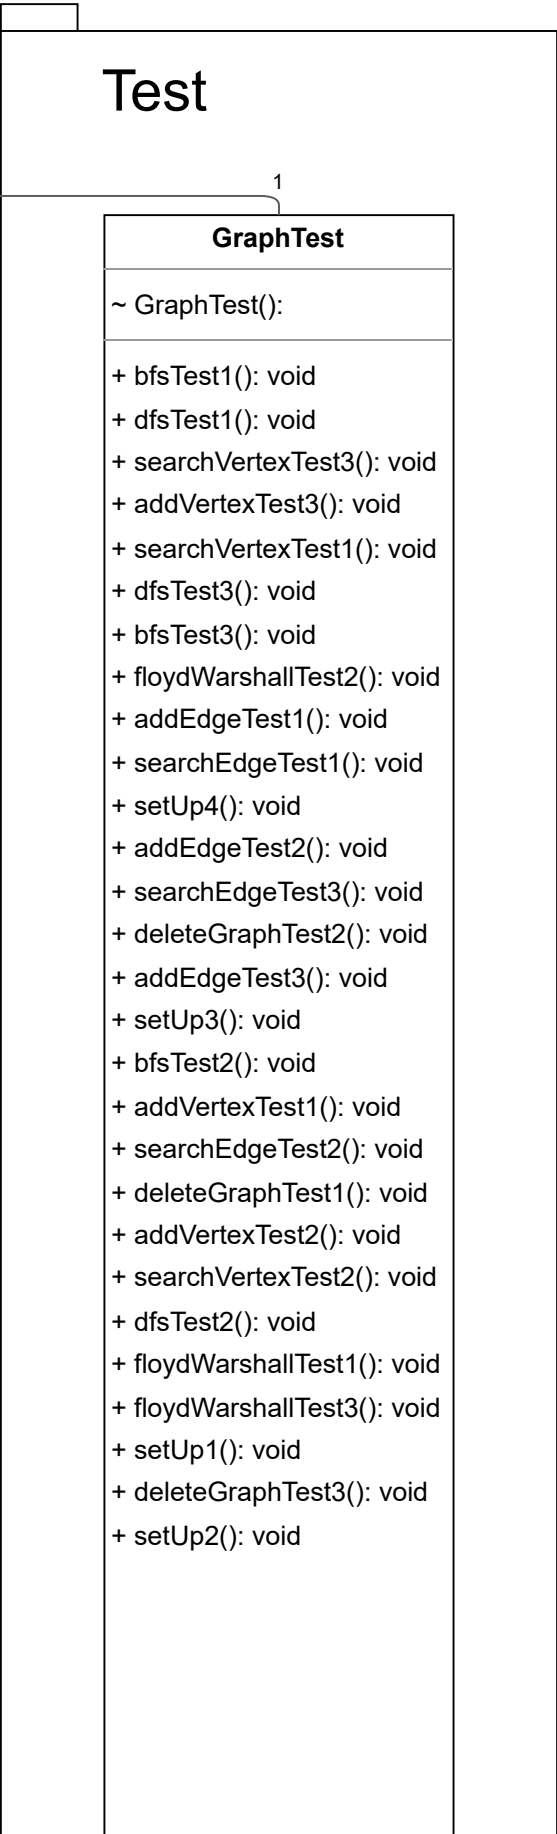 Test
1
GraphTest
~ GraphTest():
+ bfsTest1(): void
+ dfsTest1(): void
+ searchVertexTest3(): void
+ addVertexTest3(): void
+ searchVertexTest1(): void
+ dfsTest3(): void
+ bfsTest3(): void
+ floydWarshallTest2(): void
+ addEdgeTest1(): void
+ searchEdgeTest1(): void
+ setUp4(): void
+ addEdgeTest2(): void
+ searchEdgeTest3(): void
+ deleteGraphTest2(): void
+ addEdgeTest3(): void
+ setUp3(): void
+ bfsTest2(): void
+ addVertexTest1(): void
+ searchEdgeTest2(): void
+ deleteGraphTest1(): void
+ addVertexTest2(): void
+ searchVertexTest2(): void
+ dfsTest2(): void
+ floydWarshallTest1(): void
+ floydWarshallTest3(): void
+ setUp1(): void
+ deleteGraphTest3(): void
+ setUp2(): void